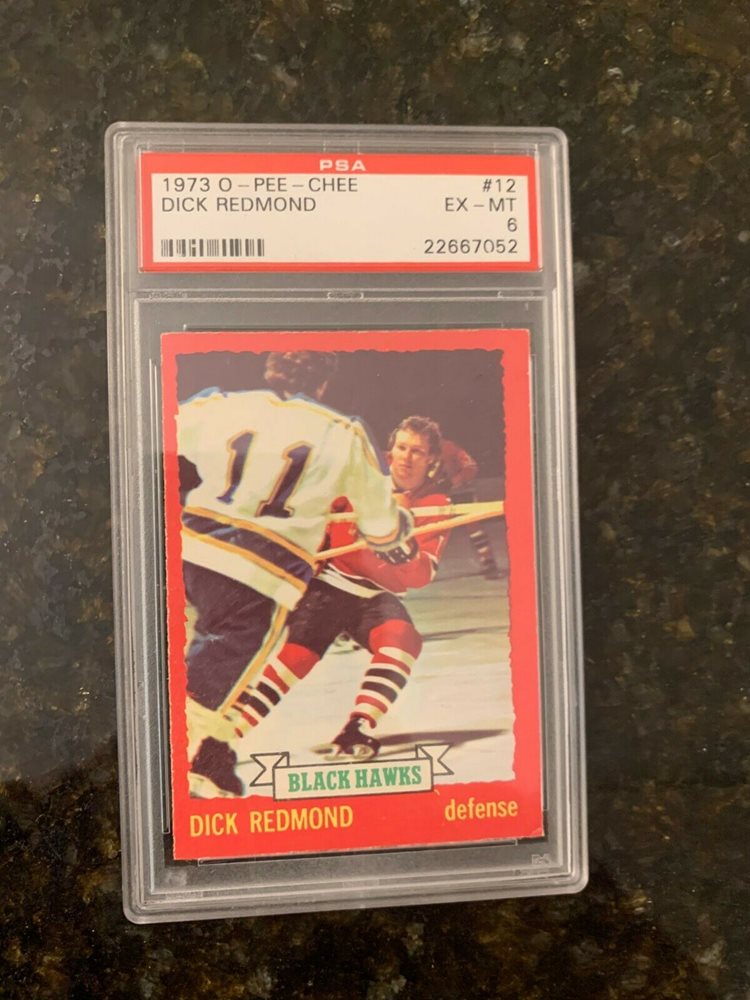 PSA
1973 O-PEE-CHEE #12
DICK REDMOND EX-MT
6
22667052
11
BLACK HAWKS
DICK REDMOND defense